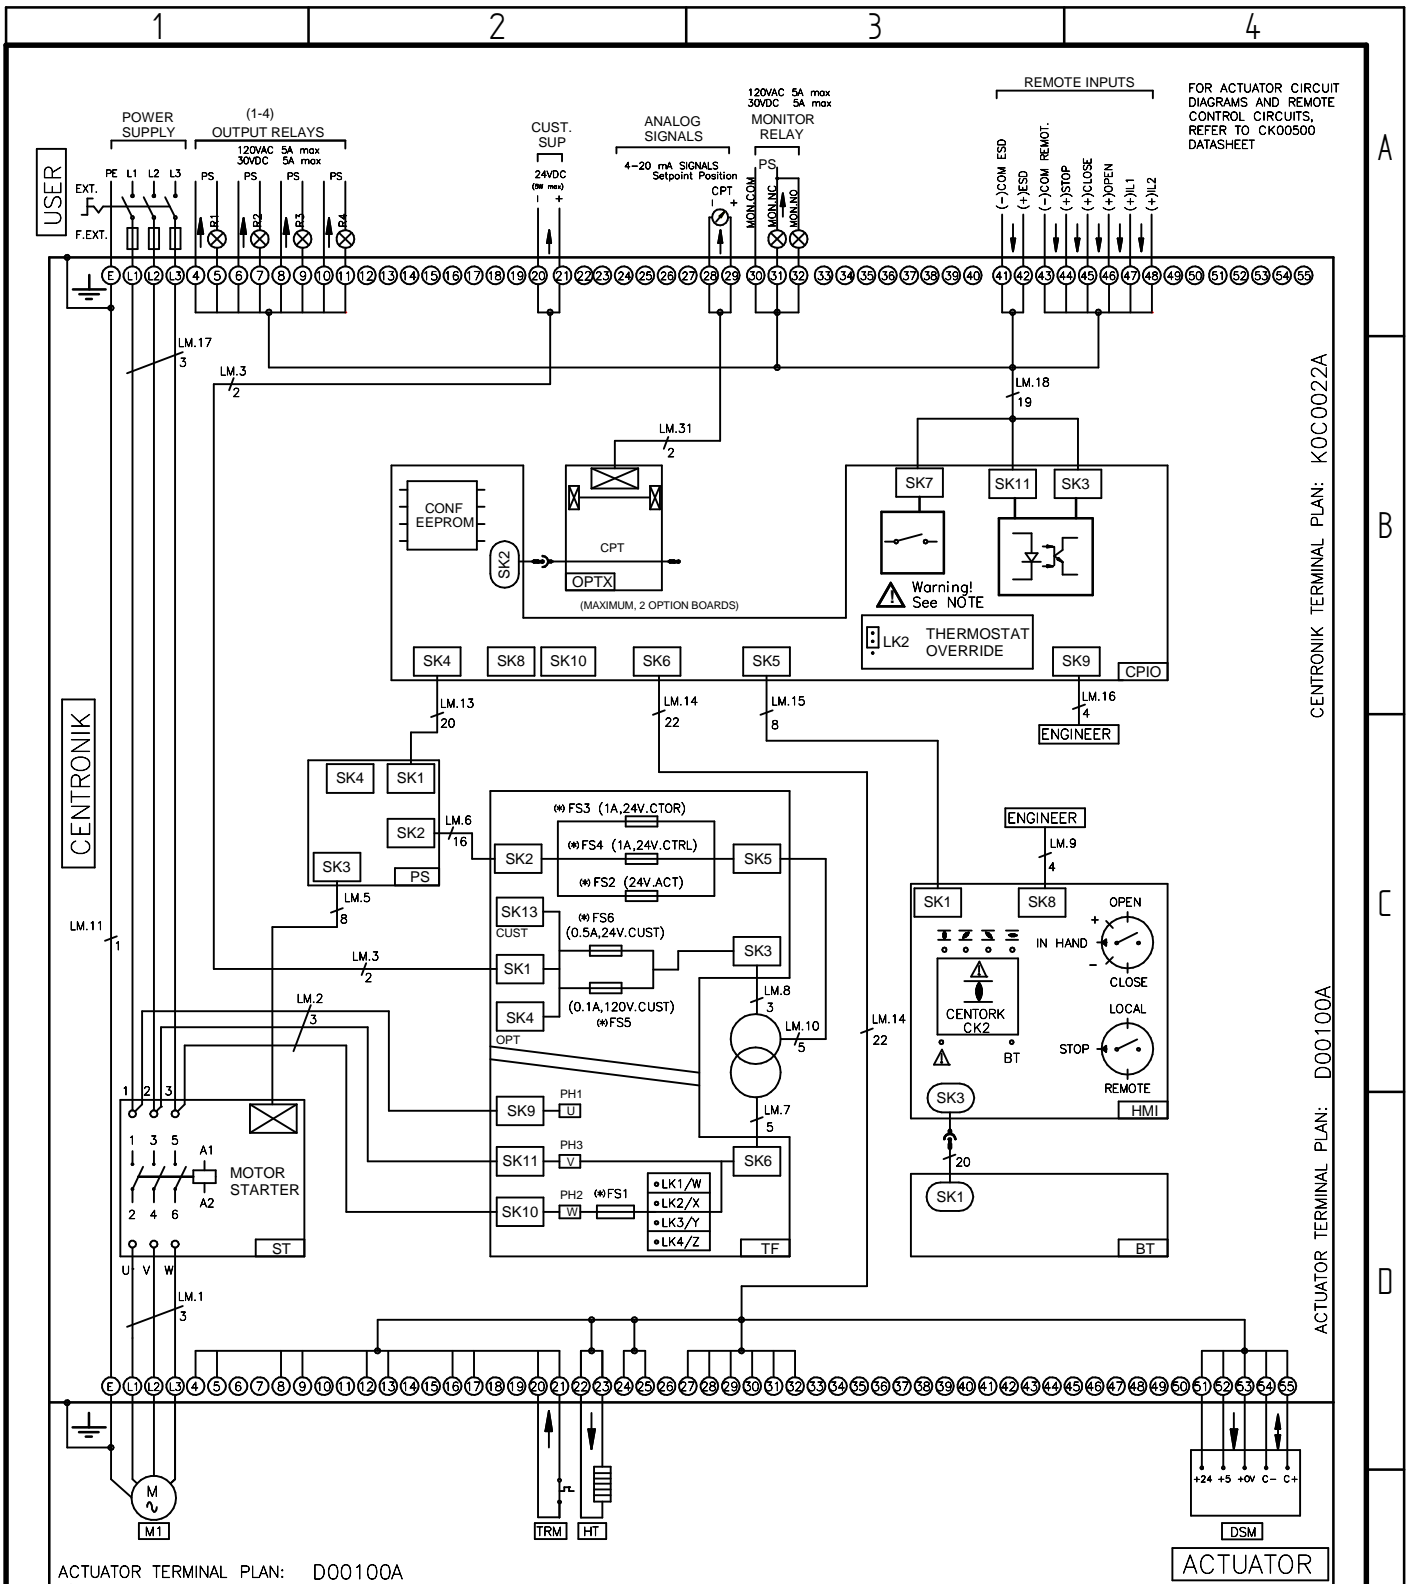 1 2 3 4
A
B
C
D
USER
POWER
SUPPLY
(1-4)
OUTPUT RELAYS
120VAC 5A max
30VDC 5A max
PE L1 L2 L3
PS PS PS PS
EXT.
F.EXT.
R1 R2 R3 R4
CUST.
SUP
24VDC
(5W max)
- +
ANALOG
SIGNALS
4-20 mA SIGNALS
Setpoint Position
CPT
- +
120VAC 5A max
30VDC 5A max
MONITOR
RELAY
PS
MON.COM
MON.NC
MON.NO
REMOTE INPUTS
(-)COM ESD
(+)ESD
(-)COM REMOT.
(+)STOP
(+)CLOSE
(+)OPEN
(+)IL1
(+)IL2
FOR ACTUATOR CIRCUIT
DIAGRAMS AND REMOTE
CONTROL CIRCUITS,
REFER TO CK00500
DATASHEET
E L1 L2 L3 4 5 6 7 8 9 10 11 12 13 14 15 16 17 18 19 20 21 22 23 24 25 26 27 28 29 30 31 32 33 34 35 36 37 38 39 40 41 42 43 44 45 46 47 48 49 50 51 52 53 54 55
LM.17
3
LM.3
2
LM.31
2
LM.18
19
CENTRONIK TERMINAL PLAN: K0C0022A
CONF
EEPROM
SK2
CPT
OPTX
(MAXIMUM, 2 OPTION BOARDS)
SK7
SK11
SK3
Warning!
See NOTE
LK2
THERMOSTAT
OVERRIDE
SK4
SK8
SK10
SK6
SK5
SK9
CPIO
LM.13
20
LM.14
22
LM.15
8
LM.16
4
ENGINEER
CENTRONIK
SK4
SK1
SK2
SK3
PS
LM.6
16
LM.5
8
LM.11
1
LM.3
2
LM.2
3
(*)FS3 (1A,24V.CTOR)
(*)FS4 (1A,24V.CTRL)
(*)FS2 (24V.ACT)
SK2
SK5
SK13
CUST
(*)FS6
(0.5A,24V.CUST)
SK1
SK3
SK4
OPT
(0.1A,120V.CUST)
(*)FS5
LM.8
3
LM.10
5
LM.14
22
LM.7
5
SK9
PH1
U
SK11
PH3
V
SK6
SK10
PH2
W
(*)FS1
LK1/W
LK2/X
LK3/Y
LK4/Z
TF
ENGINEER
LM.9
4
SK1
SK8
OPEN
+
IN HAND
-
CLOSE
CENTORK
CK2
BT
LOCAL
STOP
REMOTE
SK3
HMI
20
SK1
BT
1 2 3
1 3 5
A1
A2
2 4 6
MOTOR
STARTER
ST
U V W
LM.1
3
ACTUATOR TERMINAL PLAN: D00100A
E L1 L2 L3 4 5 6 7 8 9 10 11 12 13 14 15 16 17 18 19 20 21 22 23 24 25 26 27 28 29 30 31 32 33 34 35 36 37 38 39 40 41 42 43 44 45 46 47 48 49 50 51 52 53 54 55
M
M1
TRM
HT
+24 +5 +0V C- C+
DSM
ACTUATOR TERMINAL PLAN: D00100A
ACTUATOR